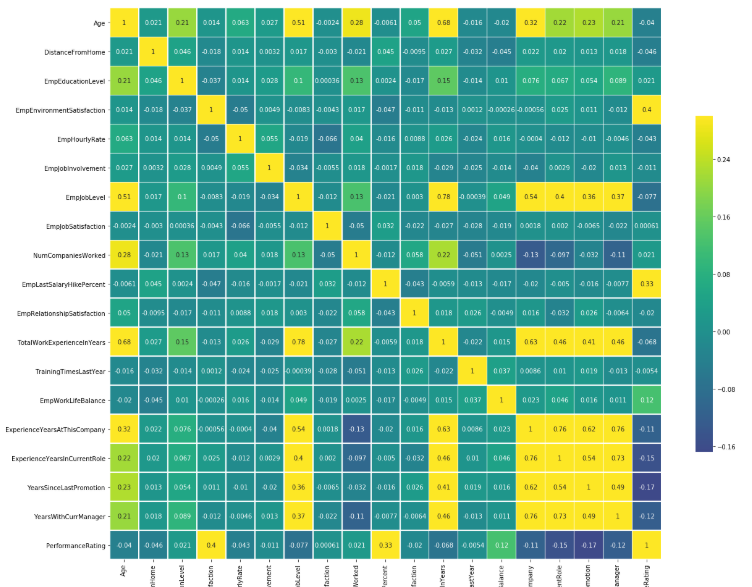 Age 1 0.021 0.21 0.014 0.063 0.027 0.51 -0.0024 0.28 -0.0061 0.05 0.68 -0.016 -0.02 0.32 0.22 0.23 0.21 -0.04
DistanceFromHome 0.021 1 0.046 -0.018 0.014 0.0032 0.017 -0.003 -0.021 0.045 -0.0095 0.027 -0.032 -0.045 0.022 0.02 0.013 0.018 -0.046
EmpEducationLevel 0.21 0.046 1 -0.037 0.014 0.028 0.1 0.00036 0.13 0.0024 -0.017 0.15 -0.014 0.01 0.076 0.067 0.054 0.089 0.021
EmpEnvironmentSatisfaction 0.014 -0.018 -0.037 1 -0.05 0.0049 -0.0083 -0.0043 0.017 -0.047 -0.011 -0.013 0.0012 -0.00026 -0.00056 0.025 0.011 -0.012 0.4
EmpHourlyRate 0.063 0.014 0.014 -0.05 1 0.055 -0.019 -0.066 0.04 -0.016 0.0088 0.026 -0.024 0.016 -0.0004 -0.012 -0.01 -0.0046 -0.043
EmpJobInvolvement 0.027 0.0032 0.028 0.0049 0.055 1 -0.034 -0.0055 0.018 -0.0017 0.018 -0.029 -0.025 -0.014 -0.04 0.0029 -0.02 0.013 -0.011
EmpJobLevel 0.51 0.017 0.1 -0.0083 -0.019 -0.034 1 -0.012 0.13 -0.021 0.003 0.78 -0.00039 0.049 0.54 0.4 0.36 0.37 -0.077
EmpJobSatisfaction -0.0024 -0.003 0.00036 -0.0043 -0.066 -0.0055 -0.012 1 -0.05 0.032 -0.022 -0.027 -0.028 -0.019 0.0018 0.002 -0.0065 -0.022 0.00061
NumCompaniesWorked 0.28 -0.021 0.13 0.017 0.04 0.018 0.13 -0.05 1 -0.012 0.058 0.22 -0.051 0.0025 -0.13 -0.097 -0.032 -0.11 0.021
EmpLastSalaryHikePercent -0.0061 0.045 0.0024 -0.047 -0.016 -0.0017 -0.021 0.032 -0.012 1 -0.043 -0.0059 -0.013 -0.017 -0.02 -0.005 -0.016 -0.0077 0.33
EmpRelationshipSatisfaction 0.05 -0.0095 -0.017 -0.011 0.0088 0.018 0.003 -0.022 0.058 -0.043 1 0.018 0.026 -0.0049 0.016 -0.032 0.026 -0.0064 -0.02
TotalWorkExperienceInYears 0.68 0.027 0.15 -0.013 0.026 -0.029 0.78 -0.027 0.22 -0.0059 0.018 1 -0.022 0.015 0.63 0.46 0.41 0.46 -0.068
TrainingTimesLastYear -0.016 -0.032 -0.014 0.0012 -0.024 -0.025 -0.00039 -0.028 -0.051 -0.013 0.026 -0.022 1 0.037 0.0086 0.01 0.019 -0.013 -0.0054
EmpWorkLifeBalance -0.02 -0.045 0.01 -0.00026 0.016 -0.014 0.049 -0.019 0.0025 -0.017 -0.0049 0.015 0.037 1 0.023 0.046 0.016 0.011 0.12
ExperienceYearsAtThisCompany 0.32 0.022 0.076 -0.00056 -0.0004 -0.04 0.54 0.0018 -0.13 -0.02 0.016 0.63 0.0086 0.023 1 0.76 0.62 0.76 -0.11
ExperienceYearsInCurrentRole 0.22 0.02 0.067 0.025 -0.012 0.0029 0.4 0.002 -0.097 -0.005 -0.032 0.46 0.01 0.046 0.76 1 0.54 0.73 -0.15
YearsSinceLastPromotion 0.23 0.013 0.054 0.011 -0.01 -0.02 0.36 -0.0065 -0.032 -0.016 0.026 0.41 0.019 0.016 0.62 0.54 1 0.49 -0.17
YearsWithCurrManager 0.21 0.018 0.089 -0.012 -0.0046 0.013 0.37 -0.022 -0.11 -0.0077 -0.0064 0.46 -0.013 0.011 0.76 0.73 0.49 1 -0.12
PerformanceRating -0.04 -0.046 0.021 0.4 -0.043 -0.011 -0.077 0.00061 0.021 0.33 -0.02 -0.068 -0.0054 0.12 -0.11 -0.15 -0.17 -0.12 1
0.24
0.16
0.08
0.00
-0.08
-0.16
Age